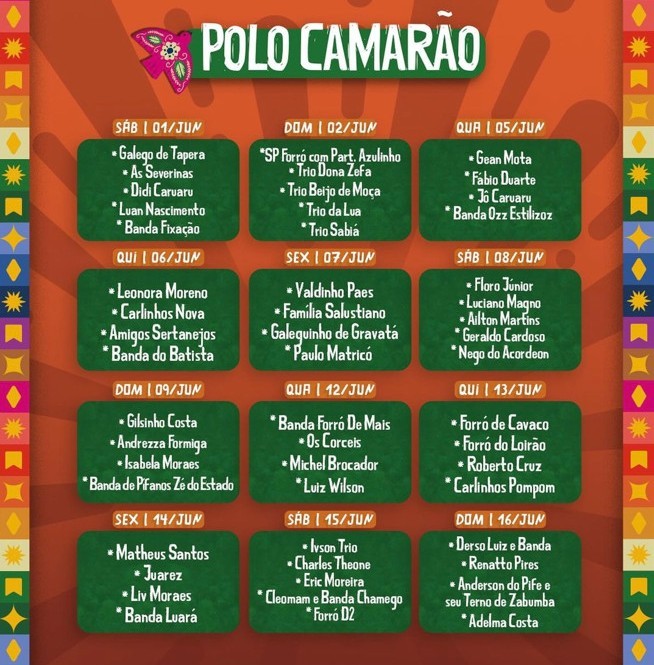 POLO CAMARÃO
SÁB | 01/JUN
* Galego de Tapera
* As Severinas
* Didi Caruaru
* Luan Nascimento
* Banda Fixação
DOM | 02/JUN
*SP Forró com Part. Azulinho
* Trio Dona Zefa
* Trio Beijo de Moça
* Trio da Lua
* Trio Sabiá
QUA | 05/JUN
* Gean Mota
* Fábio Duarte
* Jô Caruaru
* Banda Ozz Estilizoz
QUI | 06/JUN
* Leonora Moreno
* Carlinhos Nova
* Amigos Sertanejos
* Banda do Batista
SEX | 07/JUN
* Valdinho Paes
* Família Salustiano
* Galeguinho de Gravatá
* Paulo Matricó
SÁB | 08/JUN
* Floro Júnior
* Luciano Magno
* Ailton Martins
* Geraldo Cardoso
* Nego do Acordeon
DOM | 09/JUN
* Gilsinho Costa
* Andrezza Formiga
* Isabela Moraes
* Banda de Pífanos Zé do Estado
QUA | 12/JUN
* Banda Forró De Mais
* Os Corceis
* Michel Brocador
* Luiz Wilson
QUI | 13/JUN
* Forró de Cavaco
* Forró do Loirão
* Roberto Cruz
* Carlinhos Pompom
SEX | 14/JUN
* Matheus Santos
* Juarez
* Liv Moraes
* Banda Luará
SÁB | 15/JUN
* Ivson Trio
* Charles Theone
* Eric Moreira
* Cleomam e Banda Chamego
* Forró D2
DOM | 16/JUN
* Derso Luiz e Banda
* Renatto Pires
* Anderson do Pife e
seu Terno de Zabumba
* Adelma Costa